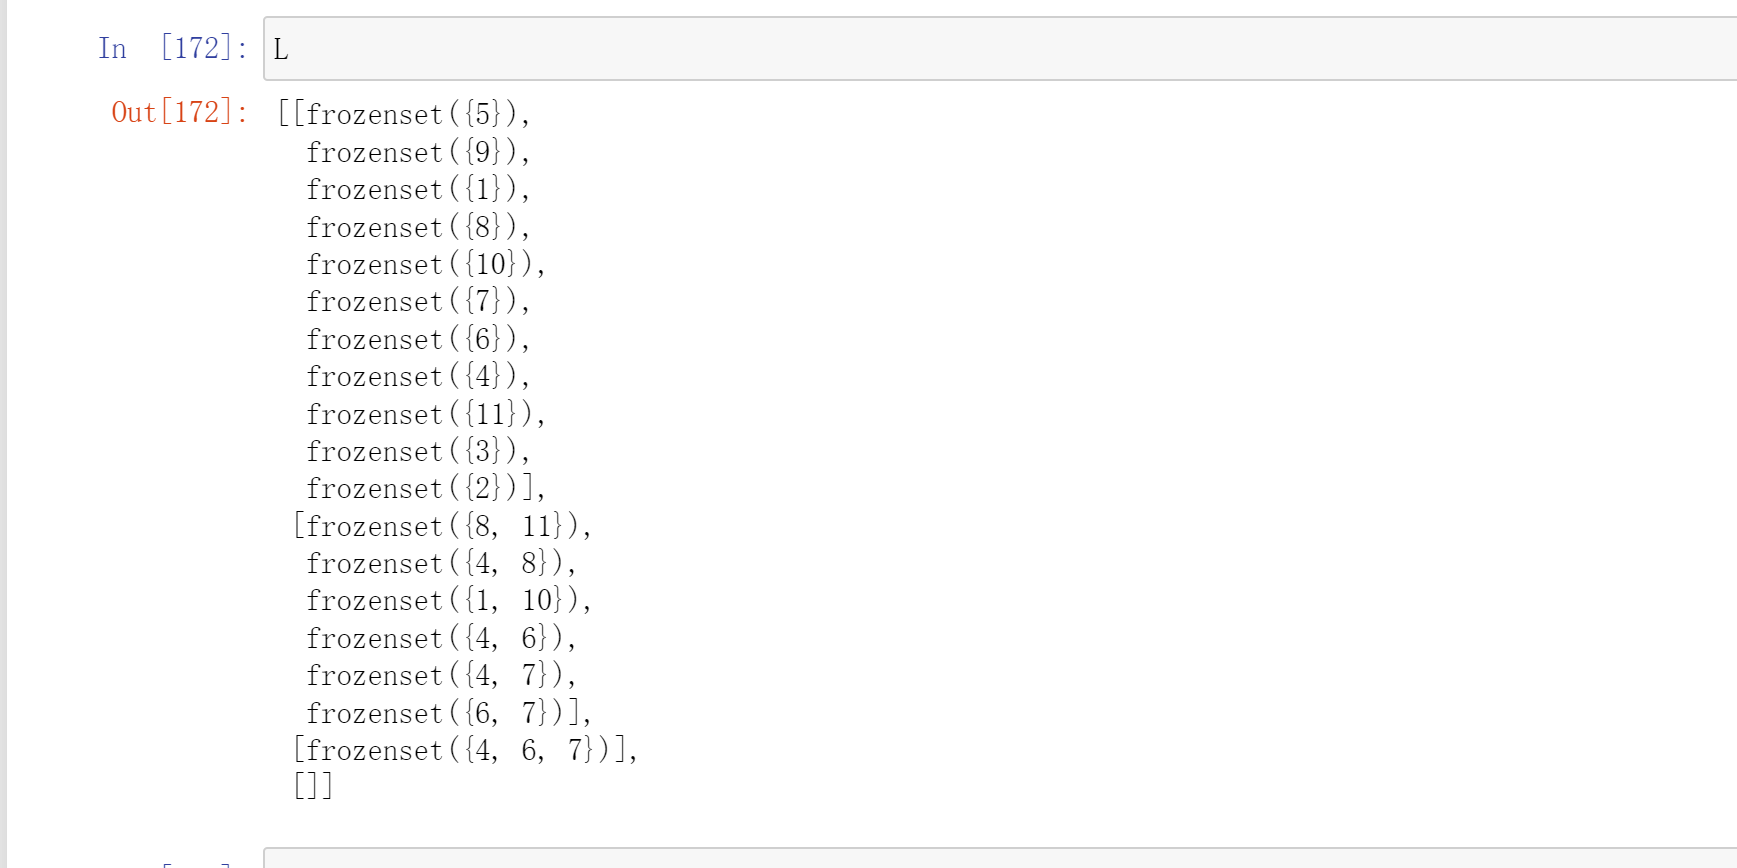 In [172]: L
Out[172]: [[frozenset({5}),
frozenset({9}),
frozenset({1}),
frozenset({8}),
frozenset({10}),
frozenset({7}),
frozenset({6}),
frozenset({4}),
frozenset({11}),
frozenset({3}),
frozenset({2})],
[frozenset({8, 11}),
frozenset({4, 8}),
frozenset({1, 10}),
frozenset({4, 6}),
frozenset({4, 7}),
frozenset({6, 7})],
[frozenset({4, 6, 7})],
[]]